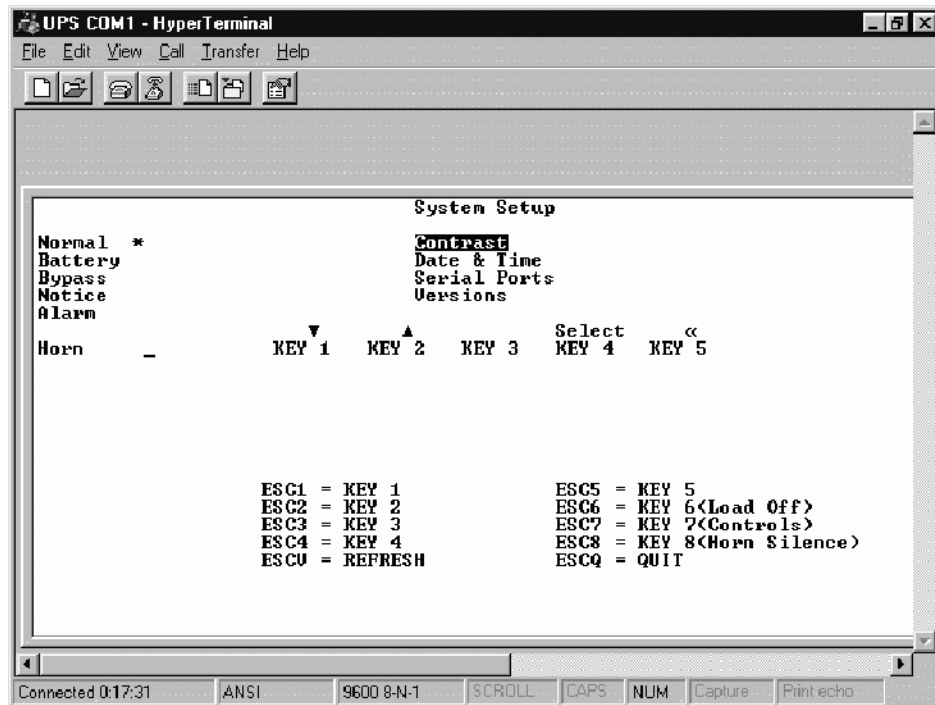 UPS COM1 - HyperTerminal
File Edit View Call Transfer Help
System Setup
Normal * Contrast
Battery Date & Time
Bypass Serial Ports
Notice Versions
Alarm
▼ ▲ Select «
Horn _ KEY 1 KEY 2 KEY 3 KEY 4 KEY 5
ESC1 = KEY 1 ESC5 = KEY 5
ESC2 = KEY 2 ESC6 = KEY 6(Load Off)
ESC3 = KEY 3 ESC7 = KEY 7(Controls)
ESC4 = KEY 4 ESC8 = KEY 8(Horn Silence)
ESCV = REFRESH ESCQ = QUIT
Connected 0:17:31 ANSI 9600 8-N-1 SCROLL CAPS NUM Capture Print echo